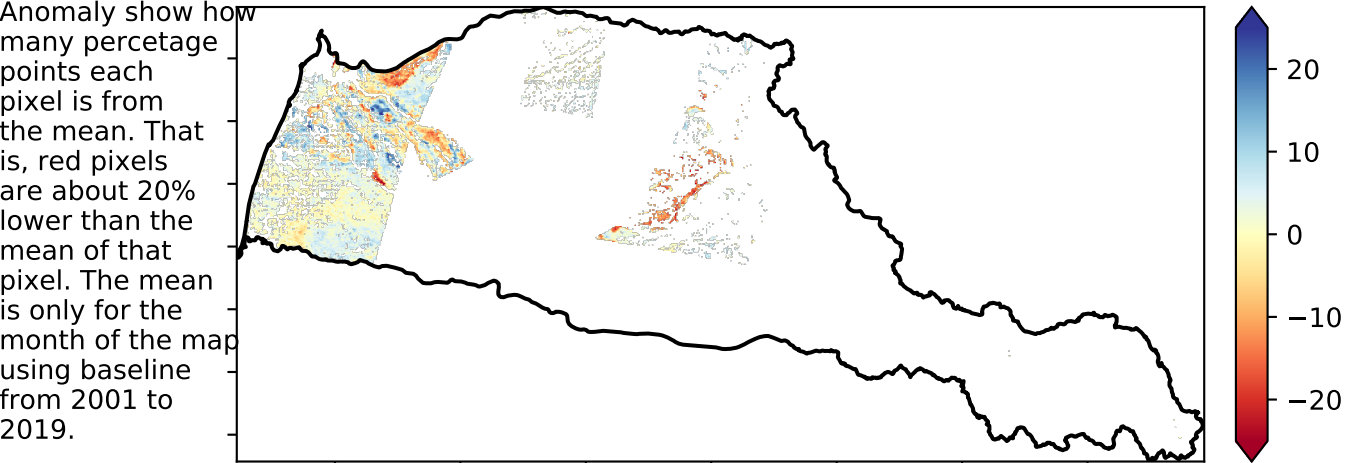 Anomaly show how
many percetage
points each
pixel is from
the mean. That
is, red pixels
are about 20%
lower than the
mean of that
pixel. The mean
is only for the
month of the map
using baseline
from 2001 to
2019.
20
10
0
−10
−20